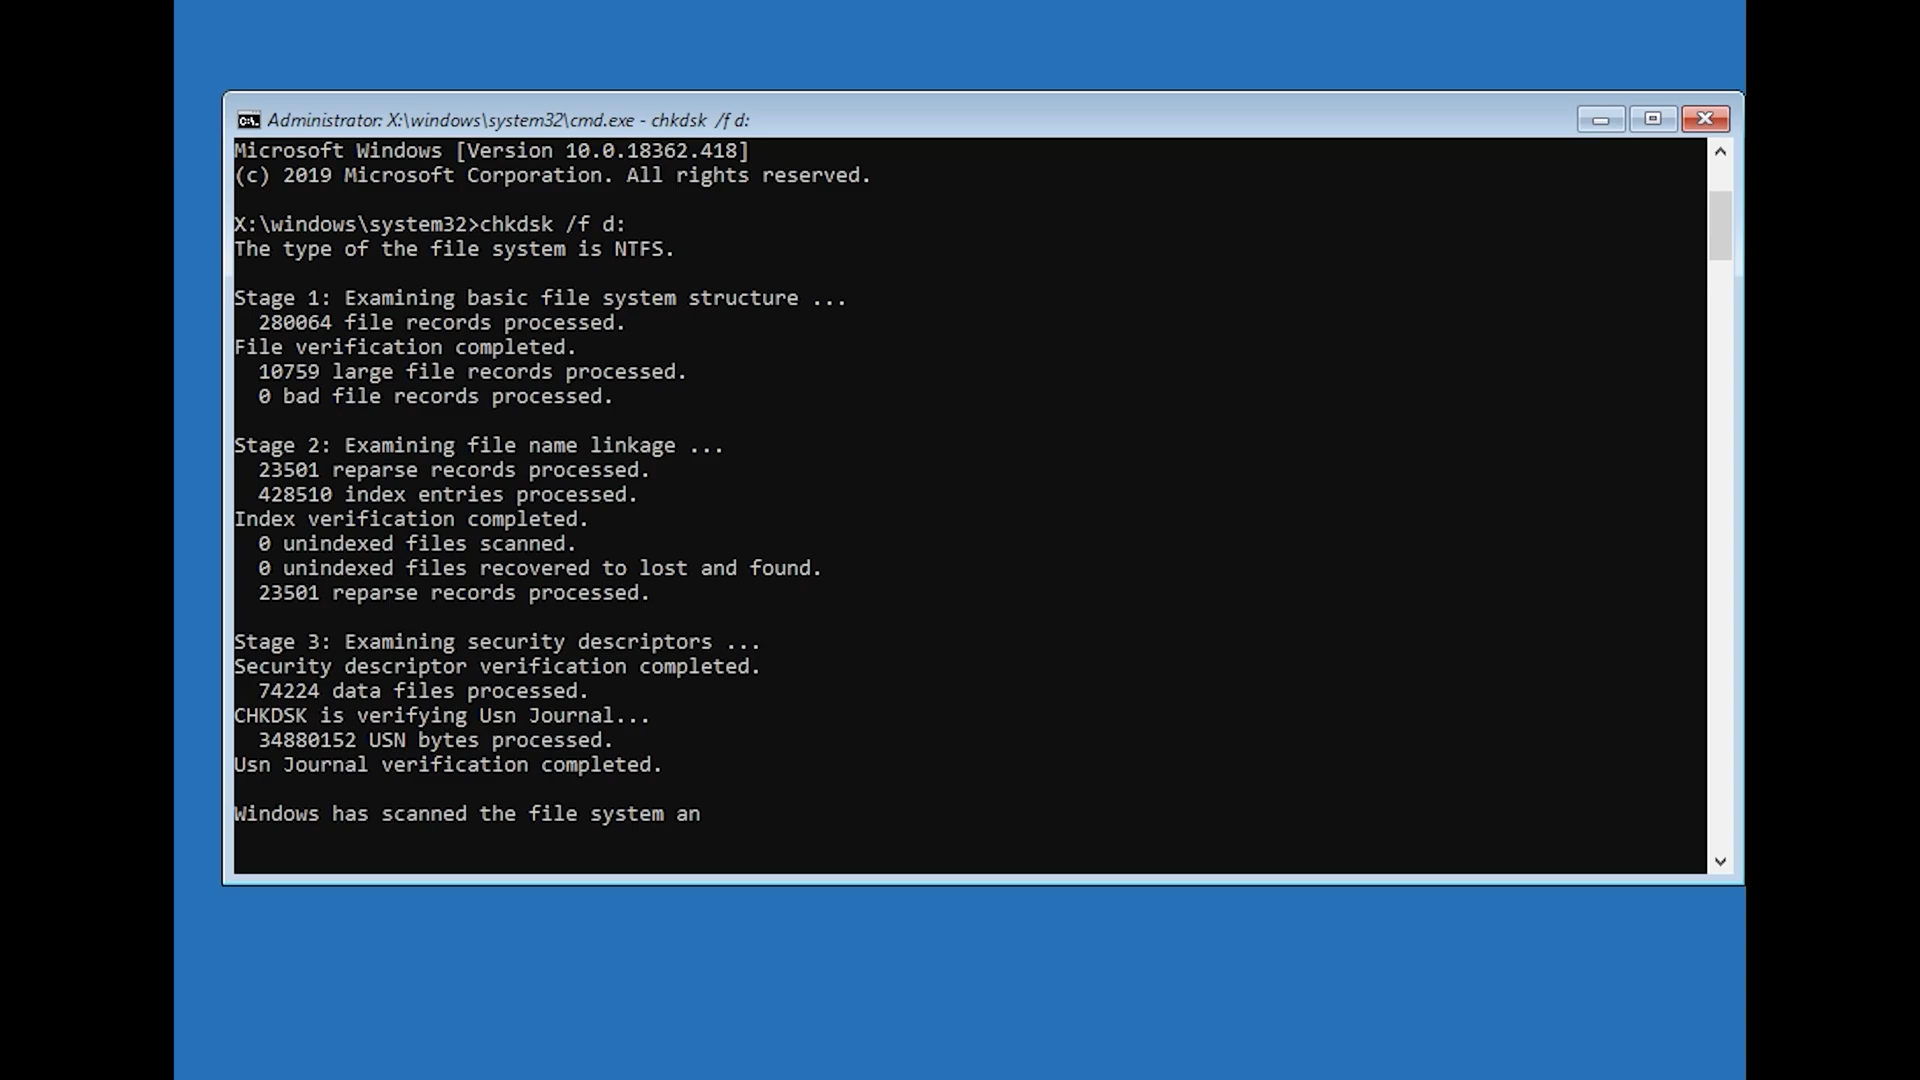 Administrator: X:\windows\system32\cmd.exe - chkdsk /f d:
Microsoft Windows [Version 10.0.18362.418]
(c) 2019 Microsoft Corporation. All rights reserved.
X:\windows\system32>chkdsk /f d:
The type of the file system is NTFS.
Stage 1: Examining basic file system structure ...
280064 file records processed.
File verification completed.
10759 large file records processed.
0 bad file records processed.
Stage 2: Examining file name linkage ...
23501 reparse records processed.
428510 index entries processed.
Index verification completed.
0 unindexed files scanned.
0 unindexed files recovered to lost and found.
23501 reparse records processed.
Stage 3: Examining security descriptors ...
Security descriptor verification completed.
74224 data files processed.
CHKDSK is verifying Usn Journal...
34880152 USN bytes processed.
Usn Journal verification completed.
Windows has scanned the file system an